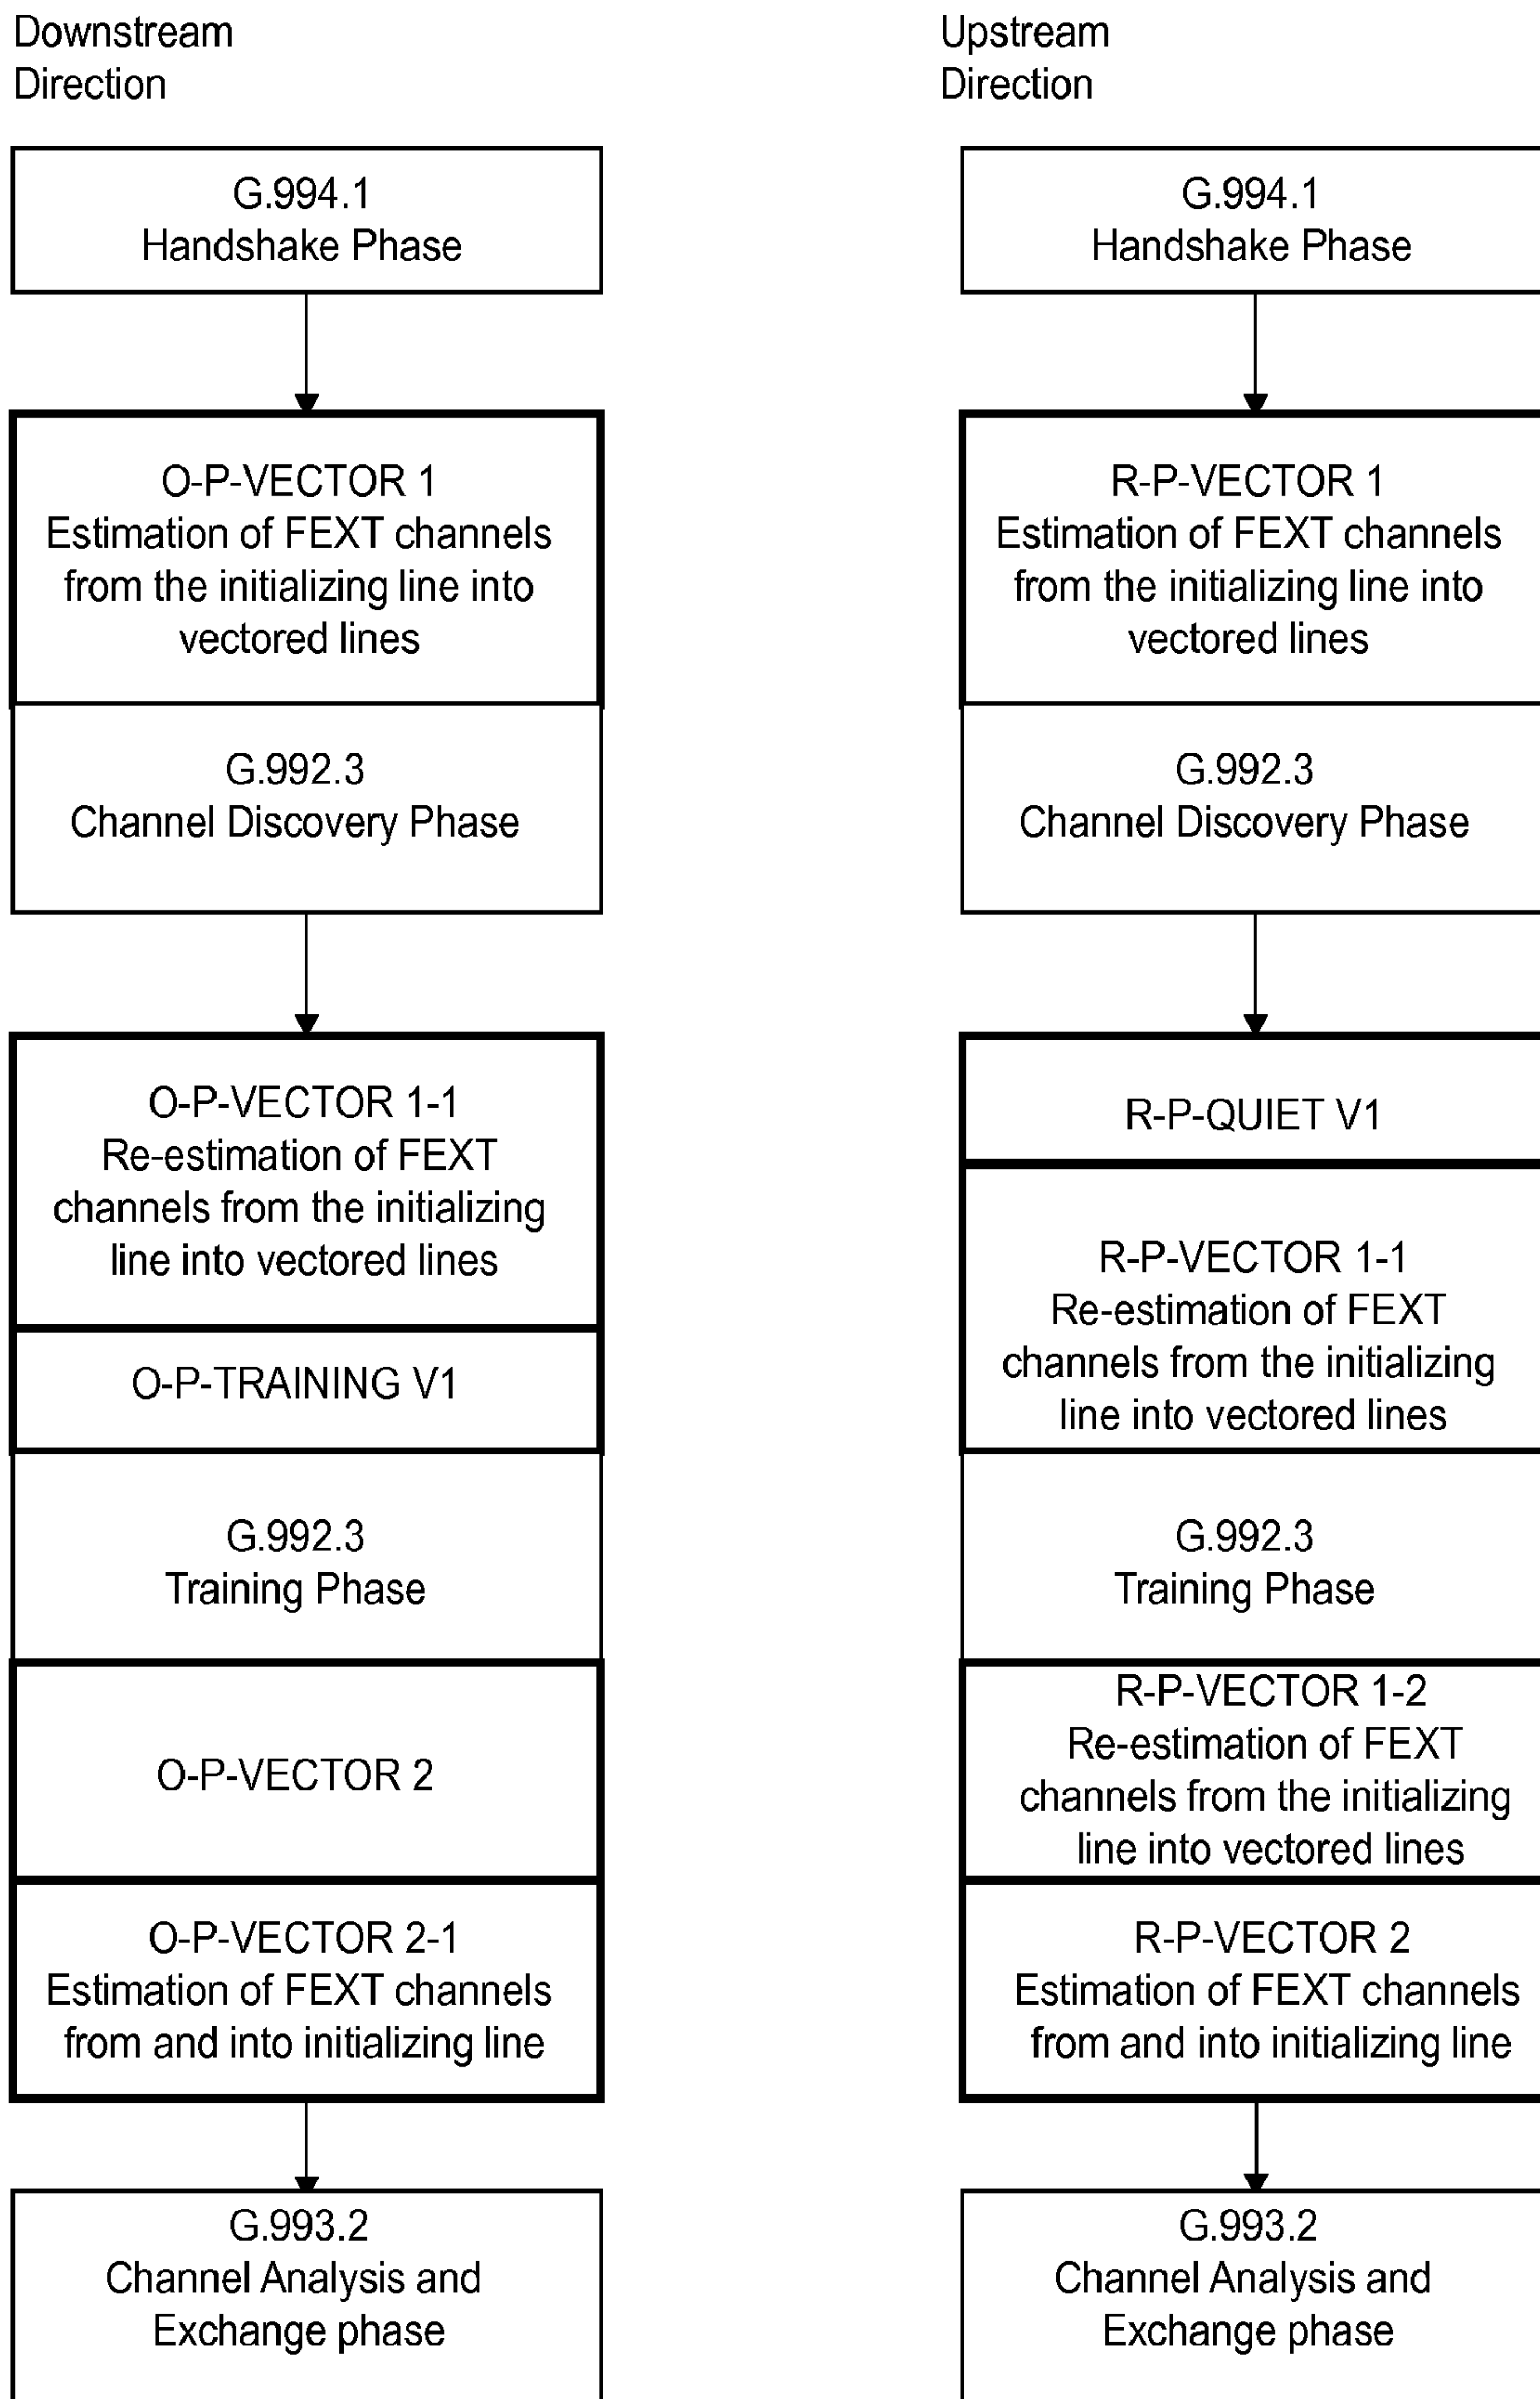 Downstream
Direction
G.994.1
Handshake Phase
O-P-VECTOR 1
Estimation of FEXT channels
from the initializing line into
vectored lines
G.992.3
Channel Discovery Phase
O-P-VECTOR 1-1
Re-estimation of FEXT
channels from the initializing
line into vectored lines
O-P-TRAINING V1
G.992.3
Training Phase
O-P-VECTOR 2
O-P-VECTOR 2-1
Estimation of FEXT channels
from and into initializing line
G.993.2
Channel Analysis and
Exchange phase
Upstream
Direction
G.994.1
Handshake Phase
R-P-VECTOR 1
Estimation of FEXT channels
from the initializing line into
vectored lines
G.992.3
Channel Discovery Phase
R-P-QUIET V1
R-P-VECTOR 1-1
Re-estimation of FEXT
channels from the initializing
line into vectored lines
G.992.3
Training Phase
R-P-VECTOR 1-2
Re-estimation of FEXT
channels from the initializing
line into vectored lines
R-P-VECTOR 2
Estimation of FEXT channels
from and into initializing line
G.993.2
Channel Analysis and
Exchange phase